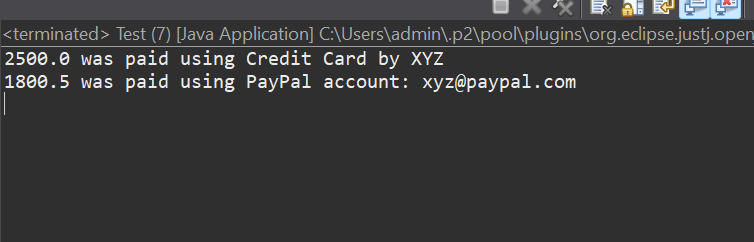 <terminated> Test (7) [Java Application] C:\Users\admin\.p2\pool\plugins\org.eclipse.justj.open
2500.0 was paid using Credit Card by XYZ
1800.5 was paid using PayPal account: xyz@paypal.com